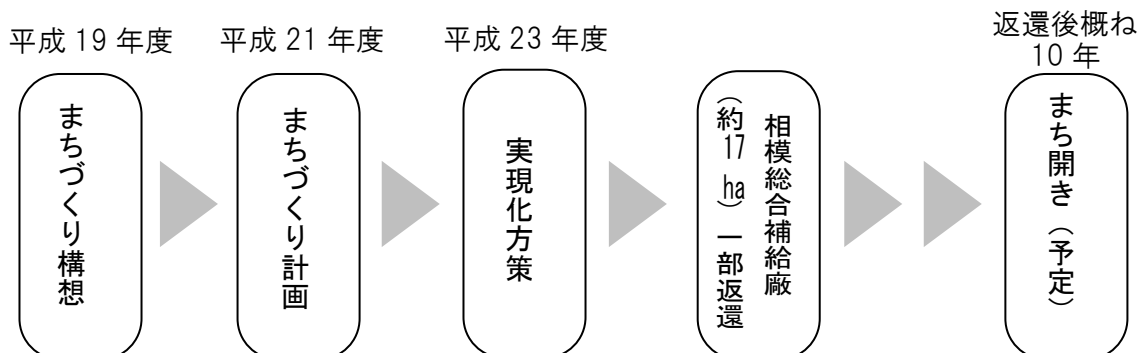 平成 19 年度
まちづくり構想
平成 21 年度
まちづくり計画
平成 23 年度
実現化方策
相模総合補給廠
（約 17 ha）一部返還
返還後概ね
10 年
まち開き（予定）